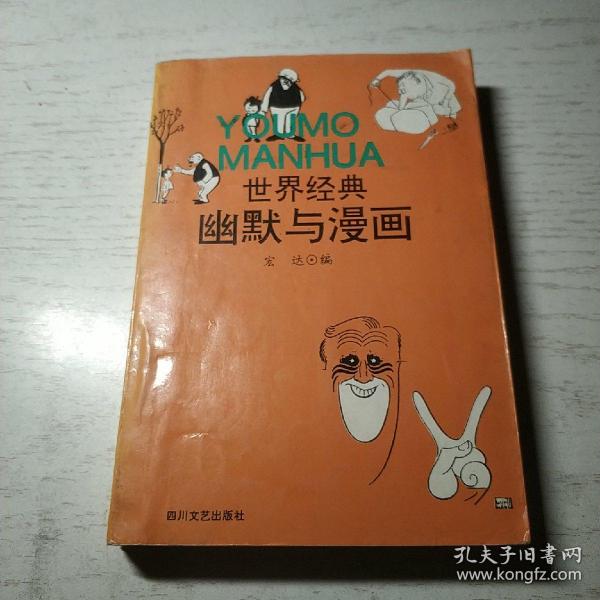 YOUMO
MANHUA
世界经典
幽默与漫画
宏 达⊙编
四川文艺出版社
孔夫子旧书网
www.kongfz.com